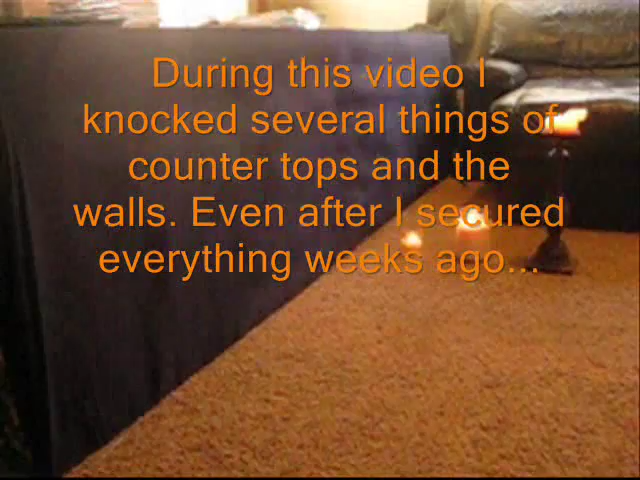 During this video I
knocked several things of
counter tops and the
walls. Even after I secured
everything weeks ago...